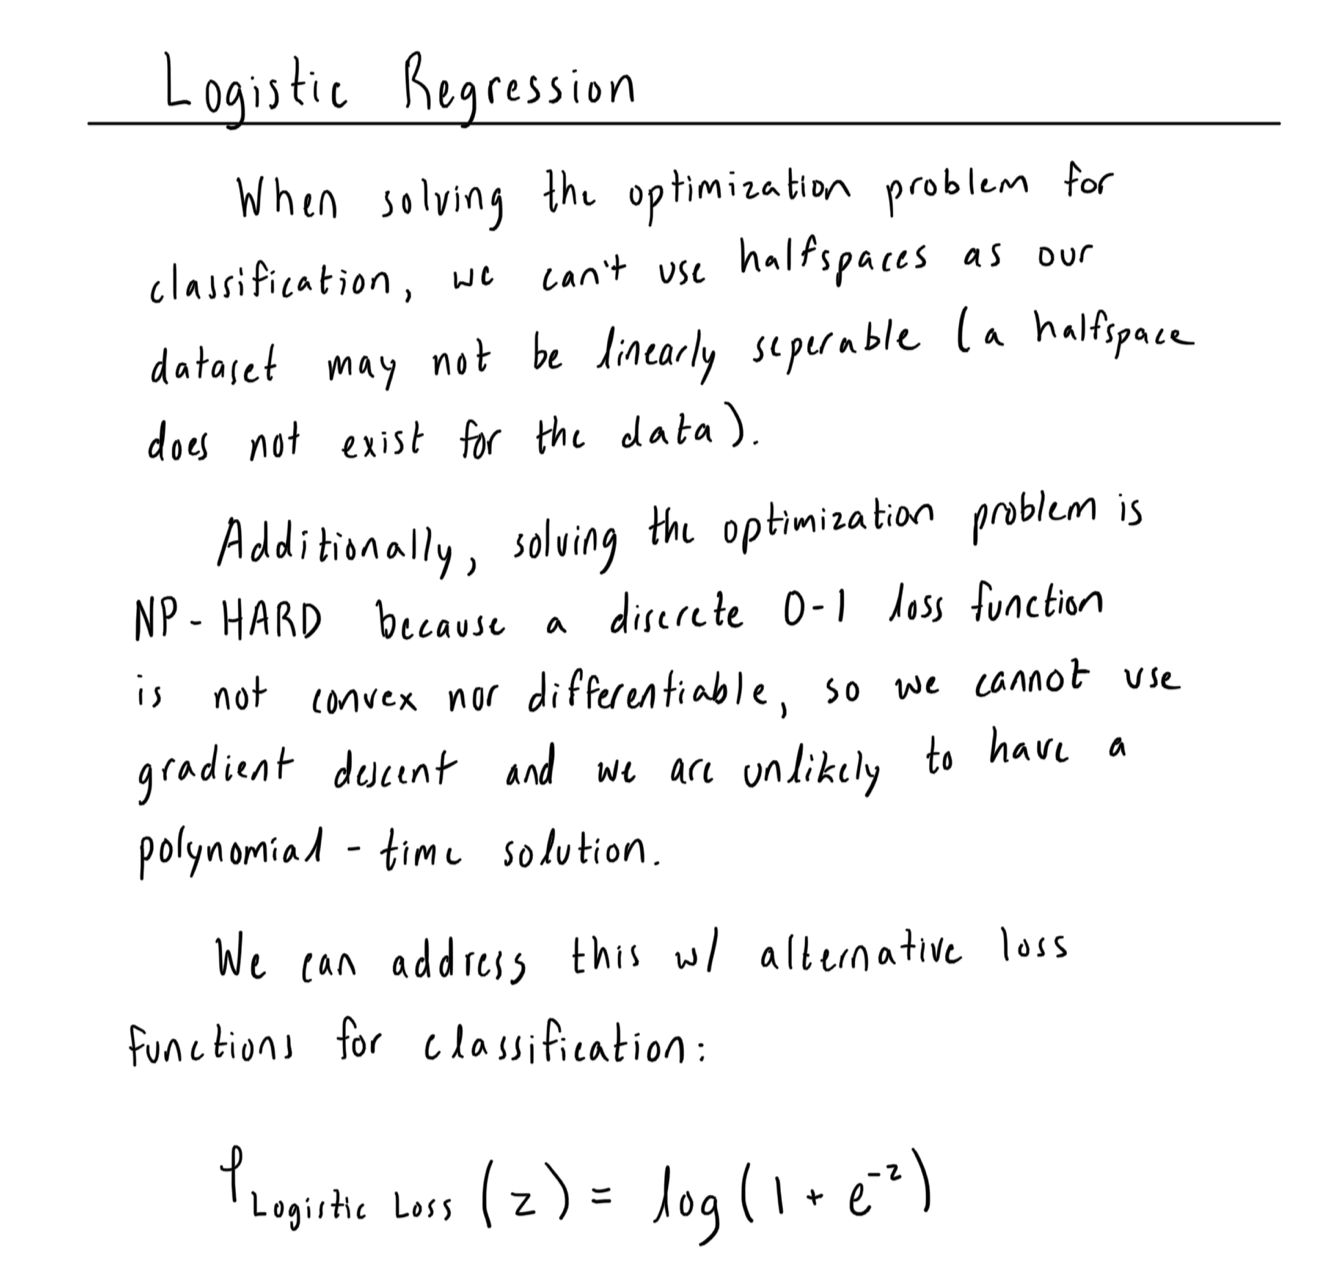 Logistic Regression
When solving the optimization problem for
classification, we can't use halfspaces as our
dataset may not be linearly seperable (a halfspace
does not exist for the data).
Additionally, solving the optimization problem is
NP-HARD because a discrete 0-1 loss function
is not convex nor differentiable, so we cannot use
gradient descent and we are unlikely to have a
polynomial-time solution.
We can address this w/ alternative loss
functions for classification:
φ_Logistic Loss (z) = log(1 + e^-z)